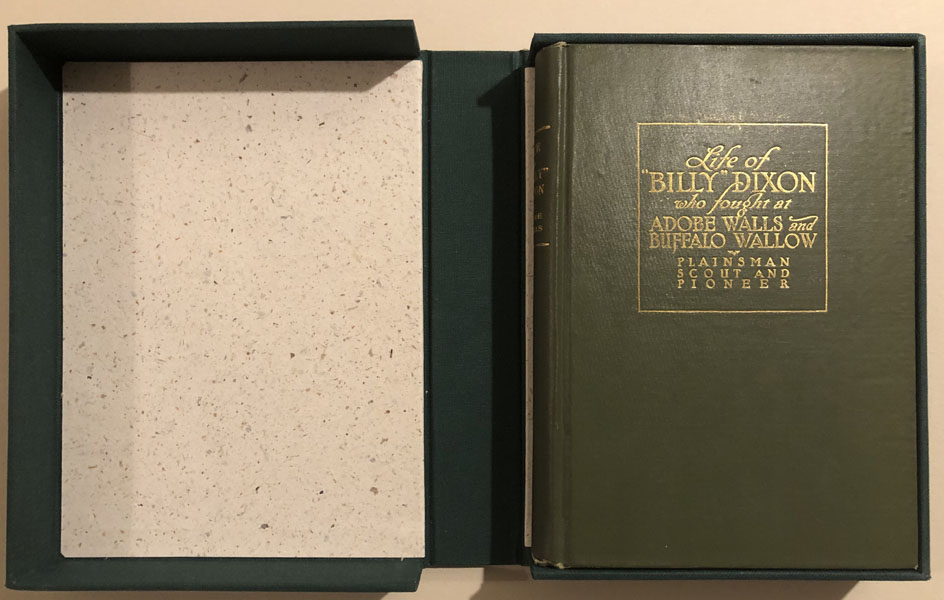 Life of
"BILLY" DIXON
who fought at
ADOBE WALLS and
BUFFALO WALLOW
PLAINSMAN
SCOUT AND
PIONEER